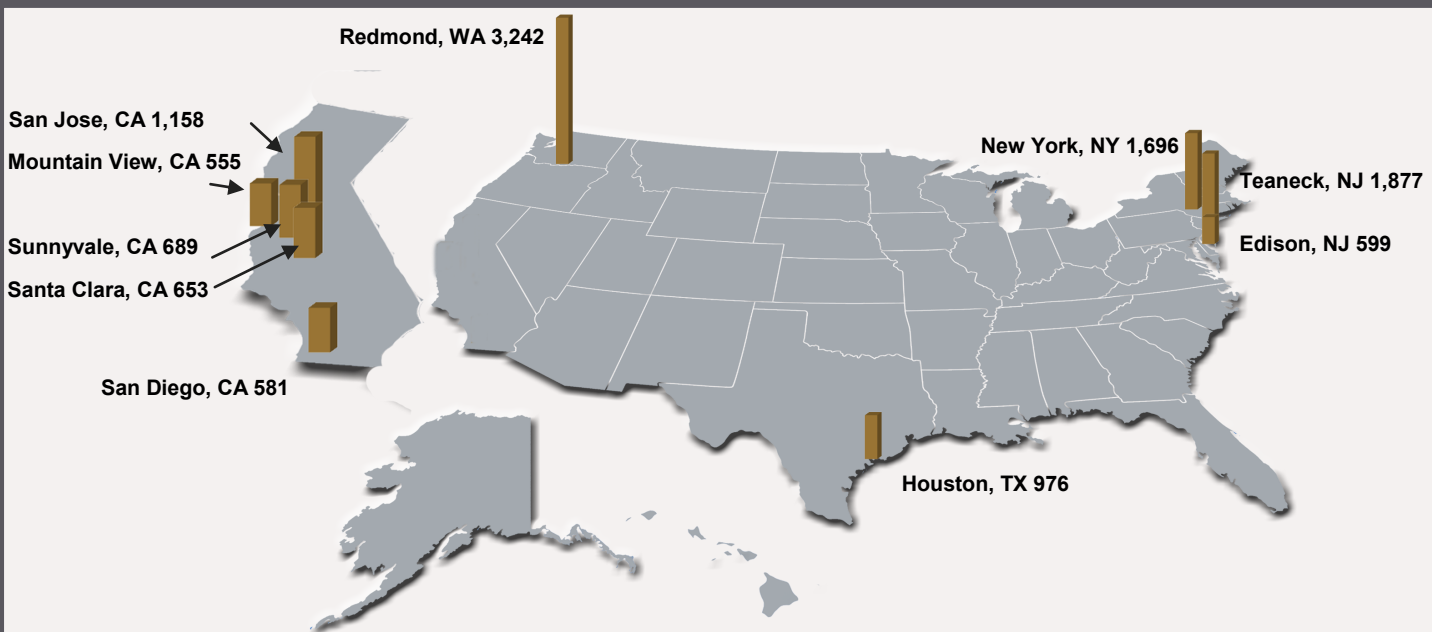 Redmond, WA 3,242
San Jose, CA 1,158
Mountain View, CA 555
Sunnyvale, CA 689
Santa Clara, CA 653
San Diego, CA 581
New York, NY 1,696
Teaneck, NJ 1,877
Edison, NJ 599
Houston, TX 976